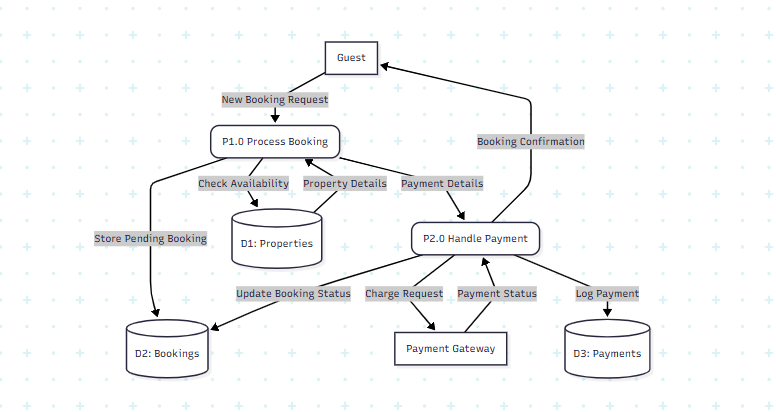 Guest
New Booking Request
P1.0 Process Booking
Booking Confirmation
Check Availability
Property Details
Payment Details
Store Pending Booking
D1: Properties
P2.0 Handle Payment
Update Booking Status
Charge Request
Payment Status
Log Payment
D2: Bookings
Payment Gateway
D3: Payments